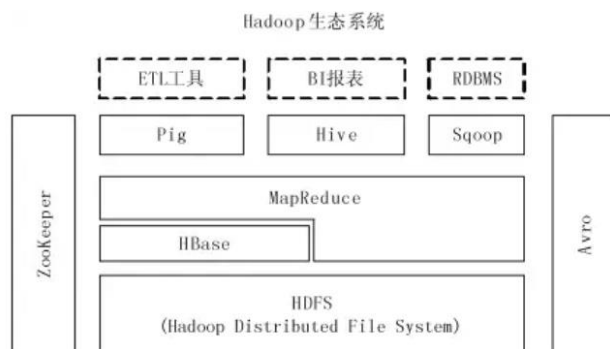 Hadoop生态系统
ETL工具
BI报表
RDBMS
Pig
Hive
Sqoop
ZooKeeper
MapReduce
HBase
HDFS
(Hadoop Distributed File System)
Avro